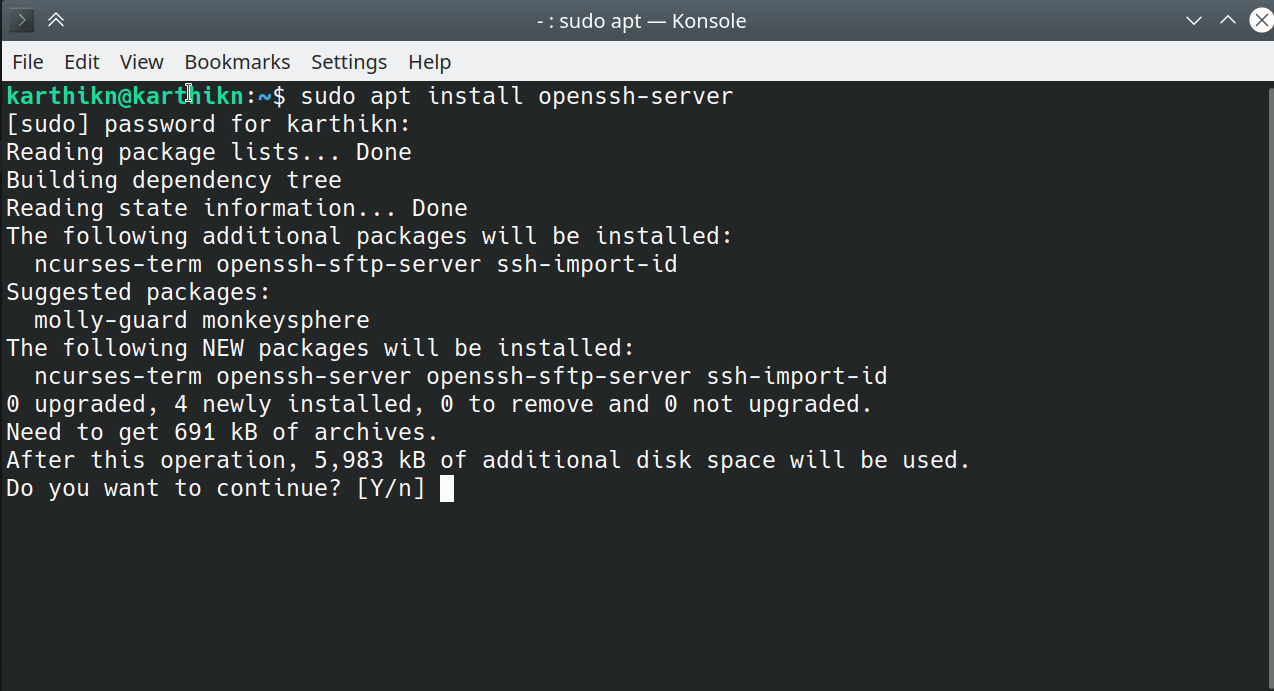 - : sudo apt — Konsole
File Edit View Bookmarks Settings Help
karthikn@karthikn:~$ sudo apt install openssh-server
[sudo] password for karthikn:
Reading package lists... Done
Building dependency tree
Reading state information... Done
The following additional packages will be installed:
  ncurses-term openssh-sftp-server ssh-import-id
Suggested packages:
  molly-guard monkeysphere
The following NEW packages will be installed:
  ncurses-term openssh-server openssh-sftp-server ssh-import-id
0 upgraded, 4 newly installed, 0 to remove and 0 not upgraded.
Need to get 691 kB of archives.
After this operation, 5,983 kB of additional disk space will be used.
Do you want to continue? [Y/n]